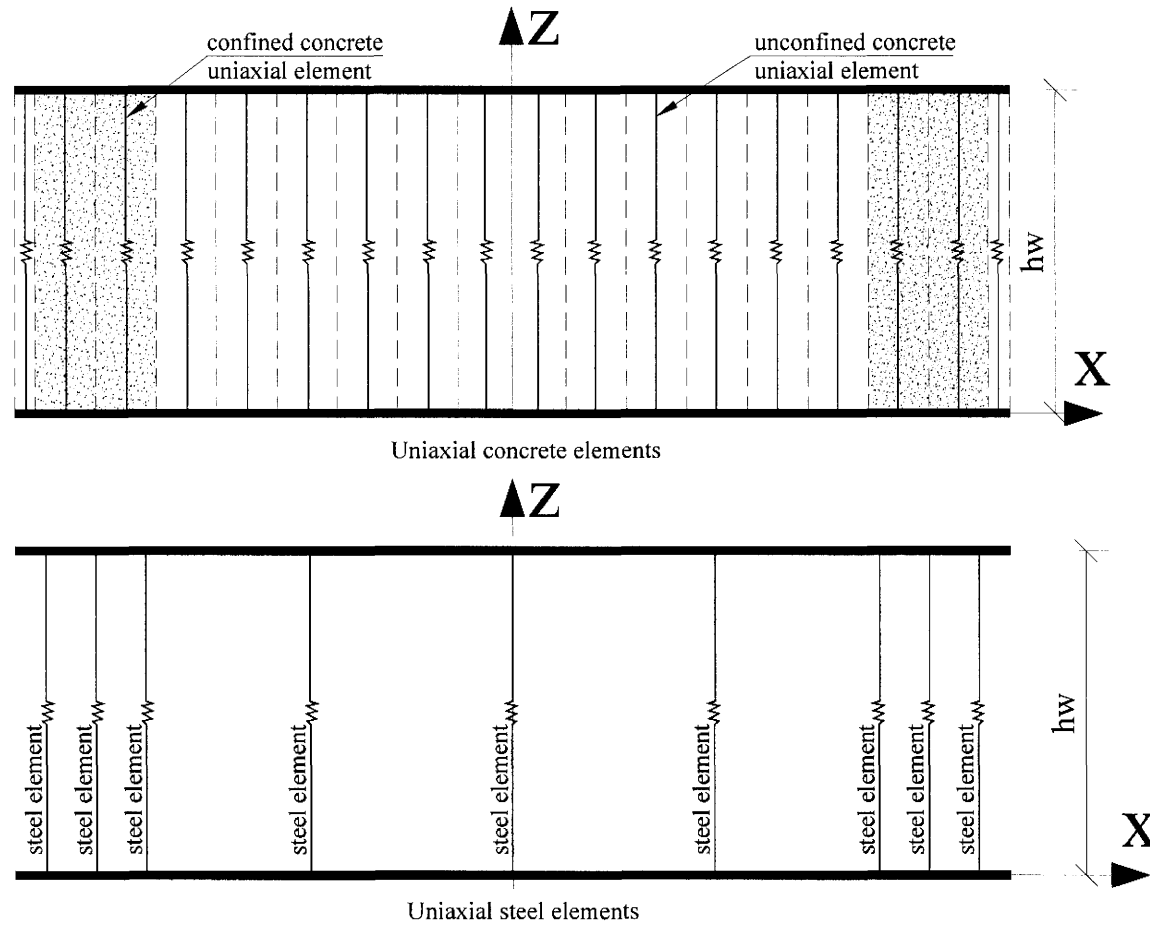 Z
confined concrete
uniaxial element
unconfined concrete
uniaxial element
hw
X
Uniaxial concrete elements
Z
steel element
steel element
steel element
steel element
steel element
steel element
steel element
steel element
steel element
hw
X
Uniaxial steel elements